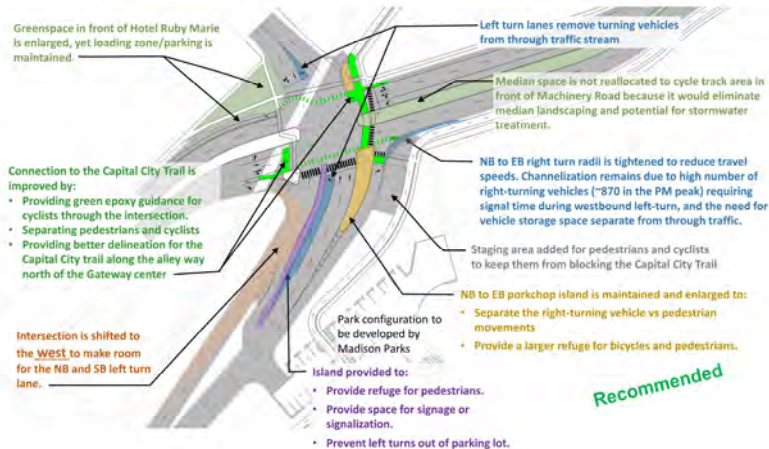 Greenspace in front of Hotel Ruby Marie
is enlarged, yet loading zone/parking is
maintained.
Left turn lanes remove turning vehicles
from through traffic stream
Median space is not reallocated to cycle track area in
front of Machinery Road because it would eliminate
median landscaping and potential for stormwater
treatment.
Connection to the Capital City Trail is
improved by:
• Providing green epoxy guidance for
cyclists through the intersection.
• Separating pedestrians and cyclists
• Providing better delineation for the
Capital City trail along the alley way
north of the Gateway center
NB to EB right turn radii is tightened to reduce travel
speeds. Channelization remains due to high number of
right-turning vehicles (~870 in the PM peak) requiring
signal time during westbound left-turn, and the need for
vehicle storage space separate from through traffic.
Staging area added for pedestrians and cyclists
to keep them from blocking the Capital City Trail
NB to EB porkchop island is maintained and enlarged to:
• Separate the right-turning vehicle vs pedestrian
movements
• Provide a larger refuge for bicycles and pedestrians.
Park configuration to
be developed by
Madison Parks
Intersection is shifted to
the west to make room
for the NB and SB left turn
lane.
Island provided to:
• Provide refuge for pedestrians.
• Provide space for signage or
signalization.
• Prevent left turns out of parking lot.
Recommended